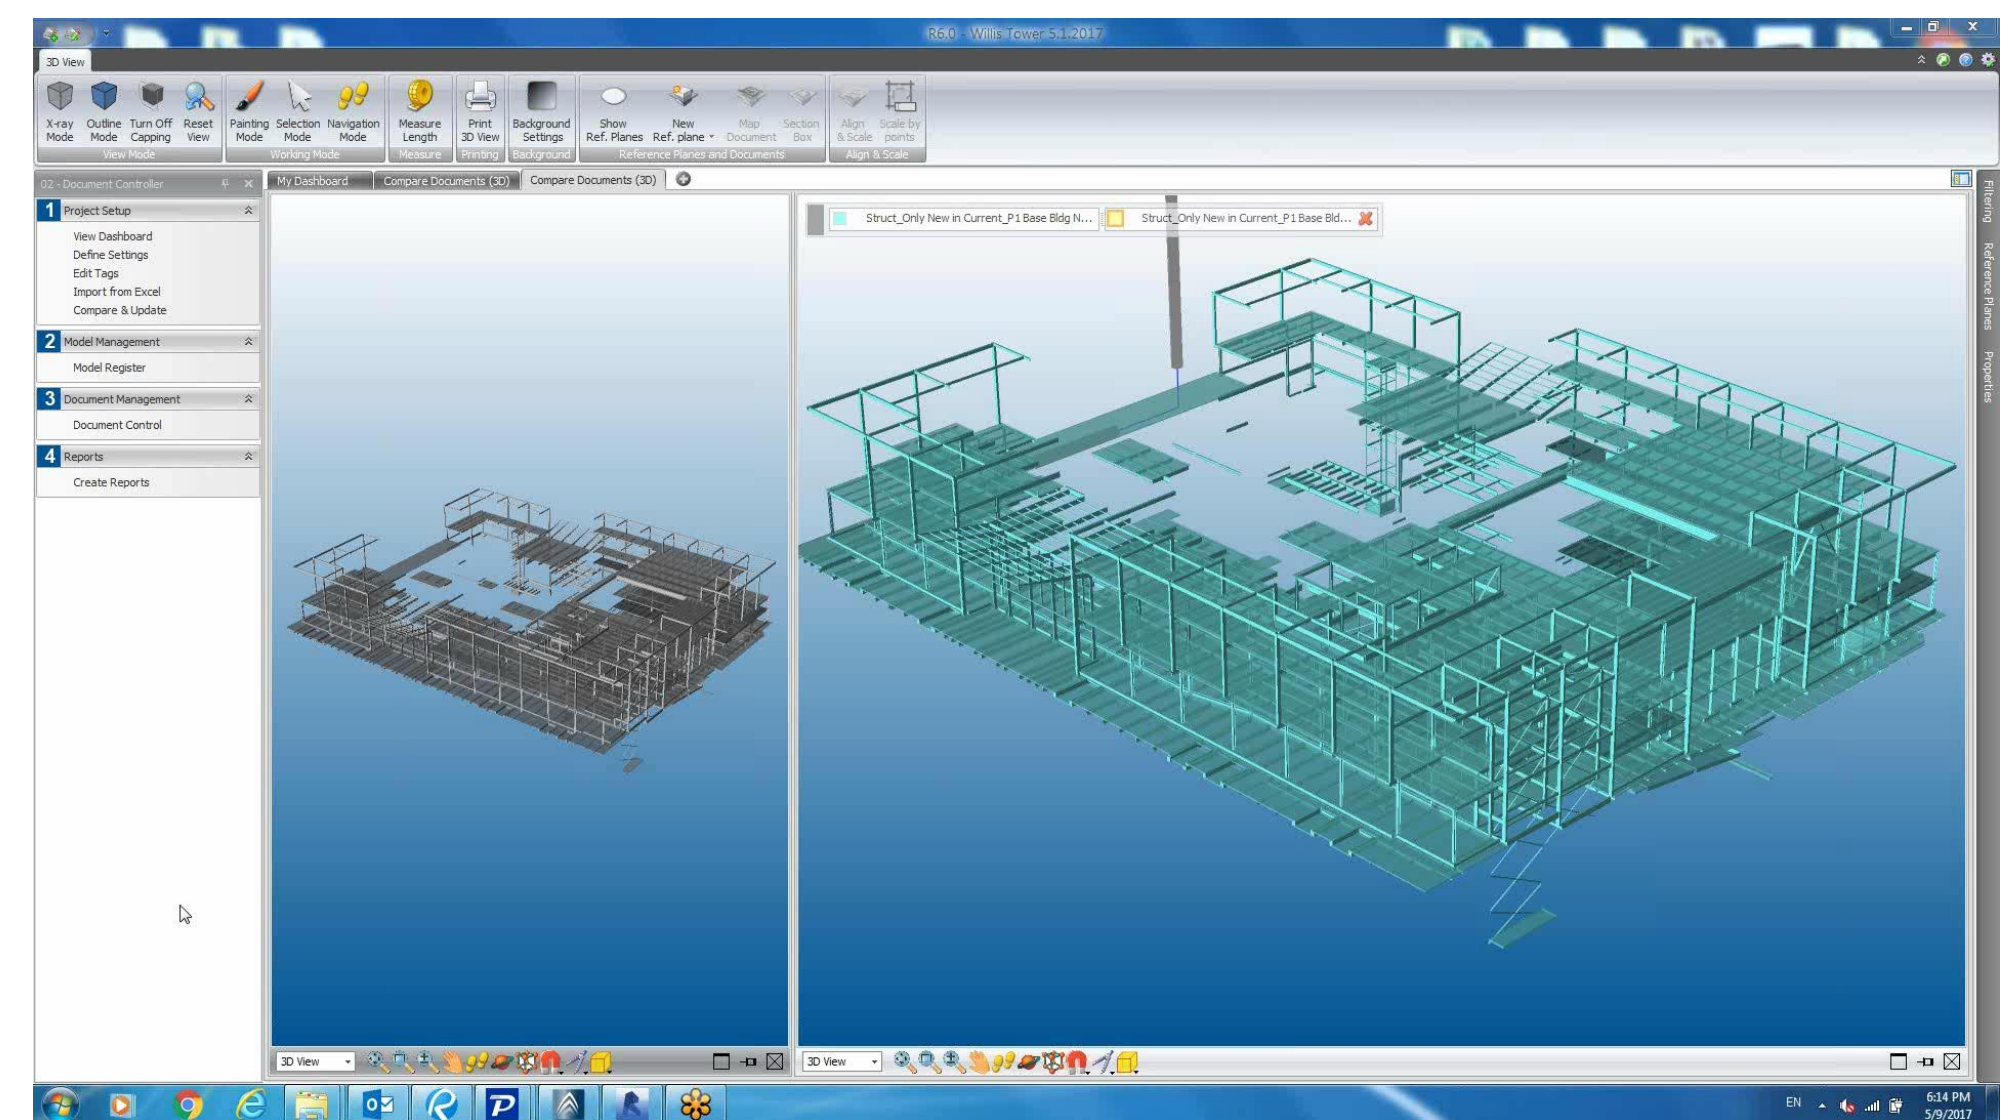 R6.0 - Willis Tower 5.1.2017
3D View
X-ray Mode
Outline Mode
Turn Off Capping
Reset View
Painting Mode
Selection Mode
Navigation Mode
Measure Length
Print 3D View
Background Settings
Show Ref. Planes
New Ref. plane
Map Document
Section Box
Align & Scale
Scale by points
View Mode
Working Mode
Measure
Printing
Background
Reference Planes and Documents
Align & Scale
02 - Document Controller
My Dashboard
Compare Documents (3D)
Compare Documents (3D)
1 Project Setup
View Dashboard
Define Settings
Edit Tags
Import from Excel
Compare & Update
2 Model Management
Model Register
3 Document Management
Document Control
4 Reports
Create Reports
Struct_Only New in Current_P1 Base Bldg N...
Struct_Only New in Current_P1 Base Bld...
Filtering
Reference Planes
Properties
3D View
3D View
EN
6:14 PM
5/9/2017